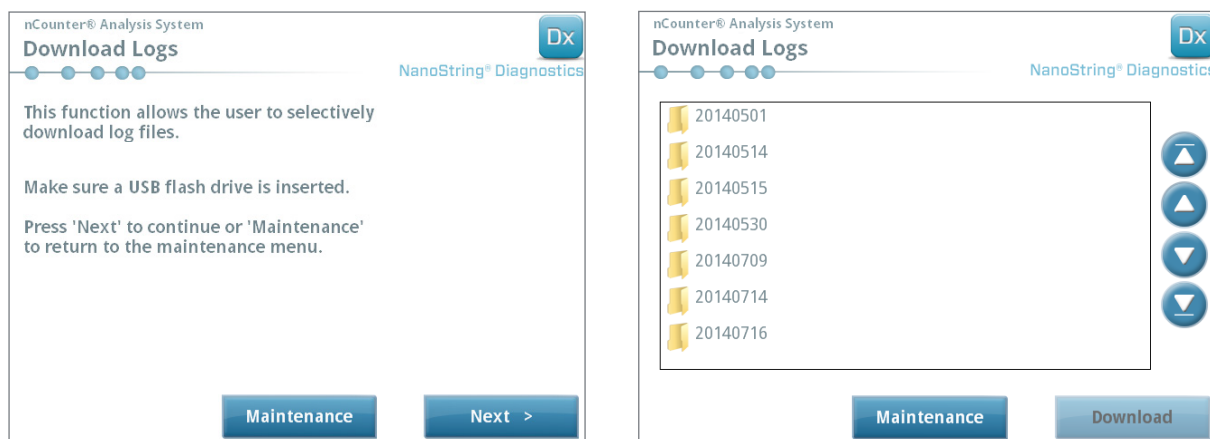 nCounter® Analysis System
Download Logs
Dx
NanoString® Diagnostics
This function allows the user to selectively
download log files.
Make sure a USB flash drive is inserted.
Press 'Next' to continue or 'Maintenance'
to return to the maintenance menu.
Maintenance
Next >
nCounter® Analysis System
Download Logs
Dx
NanoString® Diagnostics
20140501
20140514
20140515
20140530
20140709
20140714
20140716
Maintenance
Download